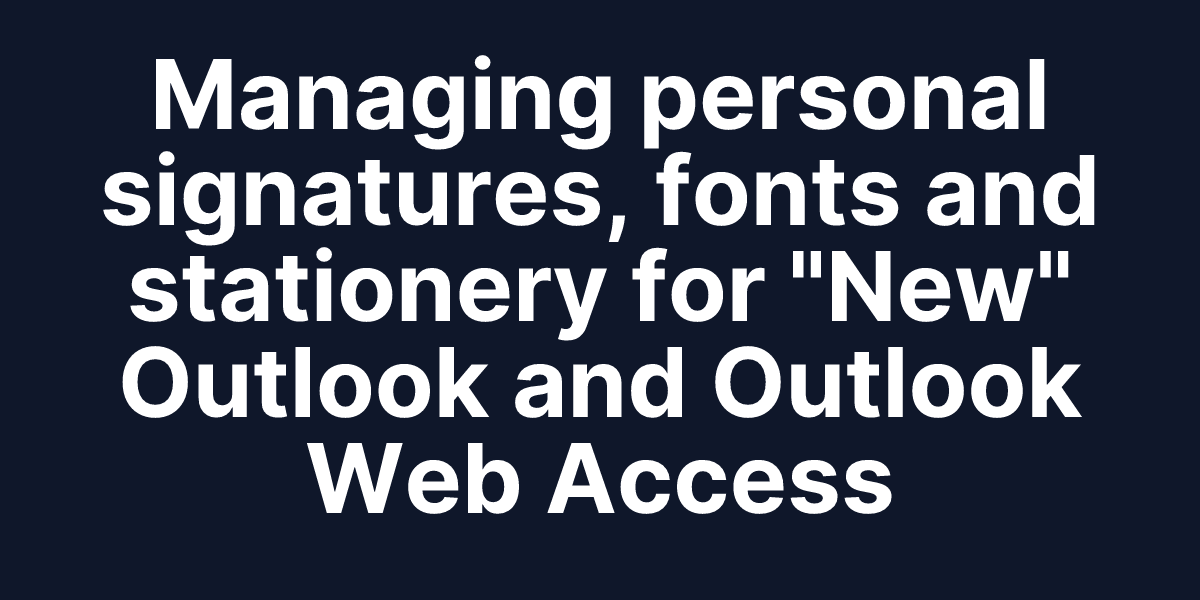 Managing personal
signatures, fonts and
stationery for "New"
Outlook and Outlook
Web Access